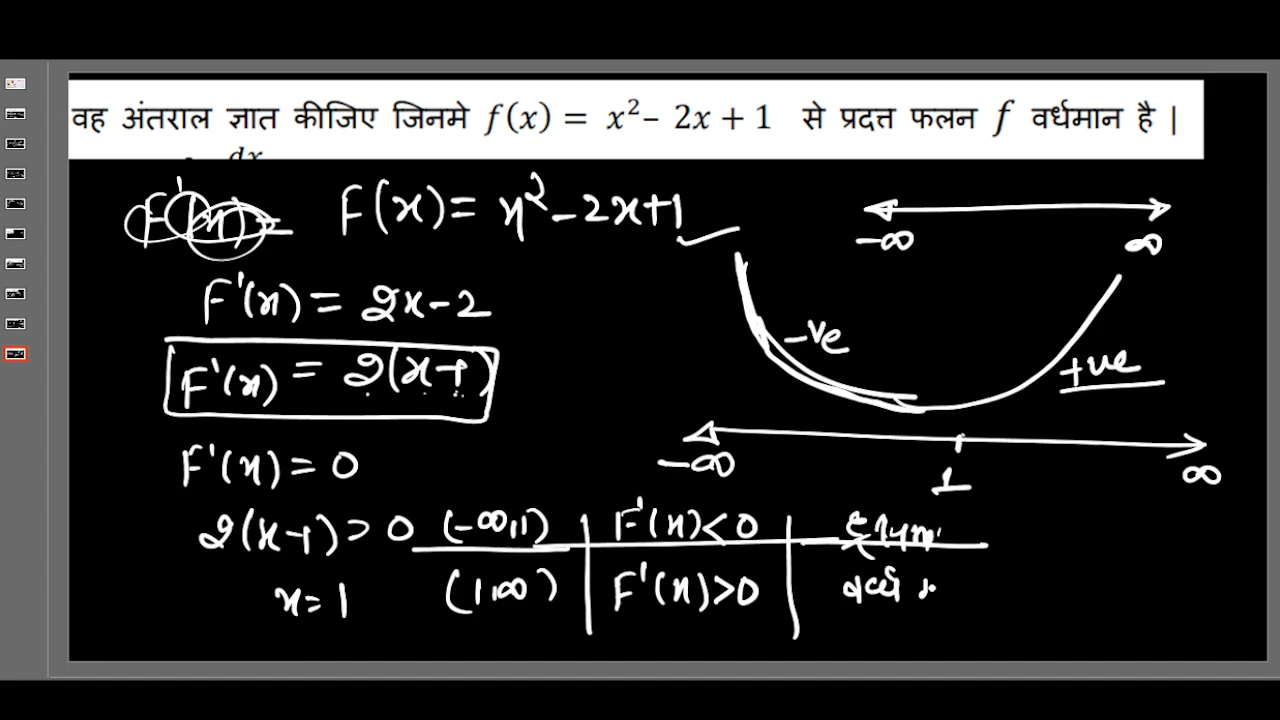 वह अंतराल ज्ञात कीजिए जिनमे f(x) = x² – 2x + 1 से प्रदत्त फलन f वर्धमान है |
dx
F'(x) = F(x) = x² – 2x + 1
-∞ ∞
F'(x) = 2x – 2
-ve
F'(x) = 2(x – 1)
+ve
F'(x) = 0
-∞ 1 ∞
2(x – 1) > 0 (-∞,1) F'(x) < 0
x = 1 (1 ∞) F'(x) > 0